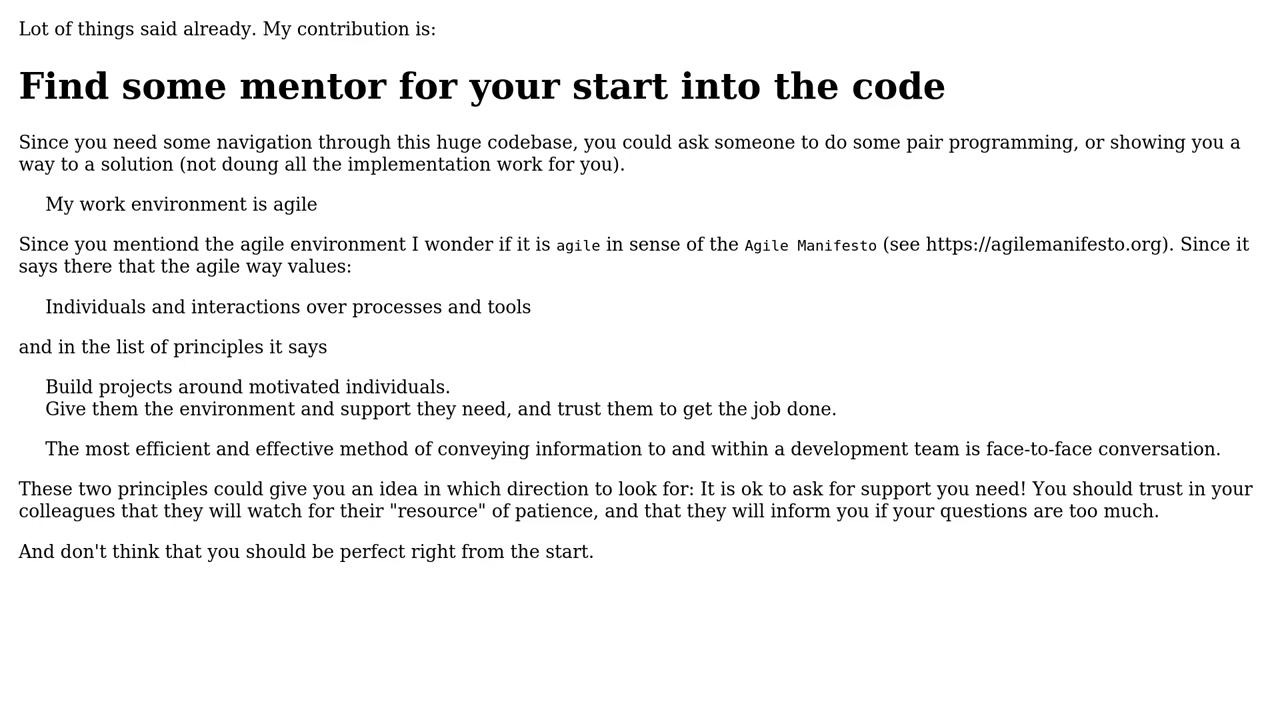 Lot of things said already. My contribution is:
Find some mentor for your start into the code
Since you need some navigation through this huge codebase, you could ask someone to do some pair programming, or showing you a
way to a solution (not doung all the implementation work for you).
My work environment is agile
Since you mentiond the agile environment I wonder if it is agile in sense of the Agile Manifesto (see https://agilemanifesto.org). Since it
says there that the agile way values:
Individuals and interactions over processes and tools
and in the list of principles it says
Build projects around motivated individuals.
Give them the environment and support they need, and trust them to get the job done.
The most efficient and effective method of conveying information to and within a development team is face-to-face conversation.
These two principles could give you an idea in which direction to look for: It is ok to ask for support you need! You should trust in your
colleagues that they will watch for their "resource" of patience, and that they will inform you if your questions are too much.
And don't think that you should be perfect right from the start.